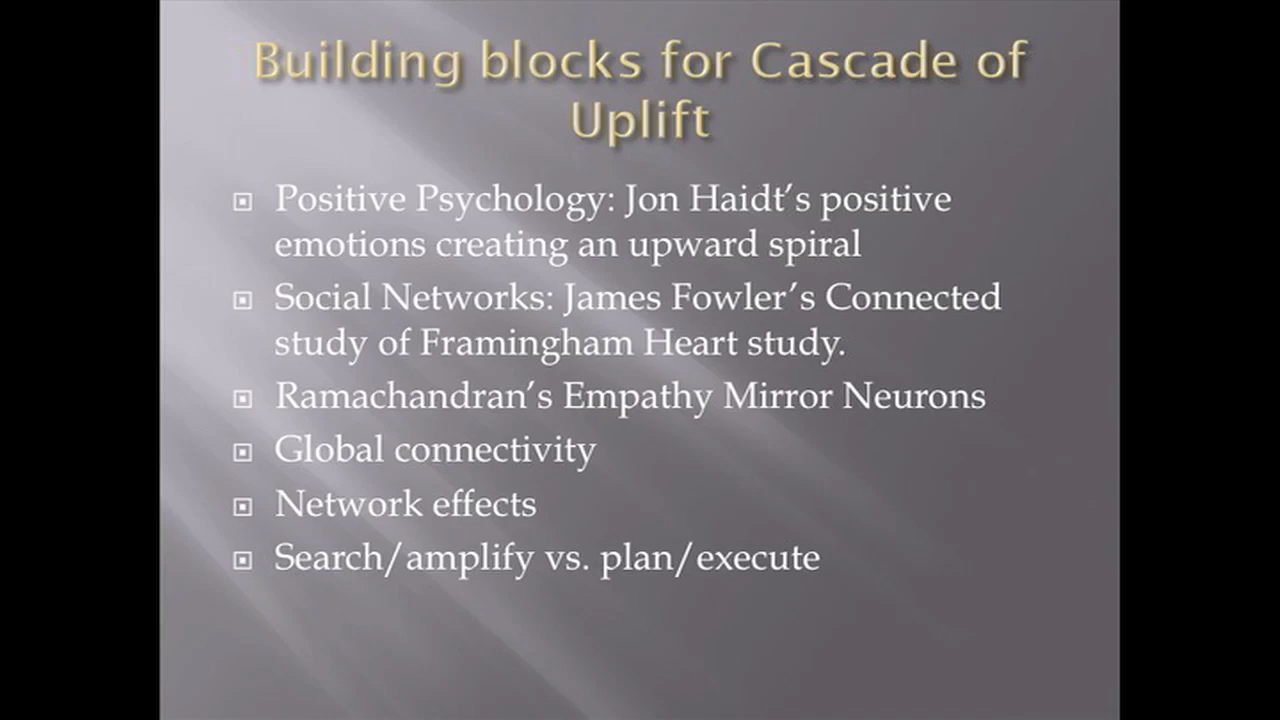 Building blocks for Cascade of
Uplift
Positive Psychology: Jon Haidt’s positive
emotions creating an upward spiral
Social Networks: James Fowler’s Connected
study of Framingham Heart study.
Ramachandran’s Empathy Mirror Neurons
Global connectivity
Network effects
Search/amplify vs. plan/execute